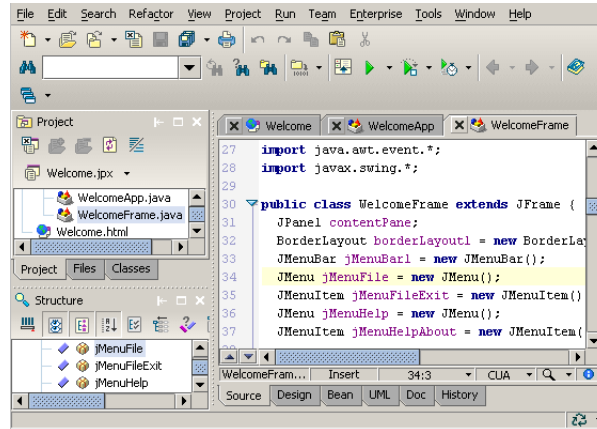 File Edit Search Refactor View Project Run Team Enterprise Tools Window Help
Project
Welcome.jpx
WelcomeApp.java
WelcomeFrame.java
Welcome.html
Project Files Classes
Structure
jMenuFile
jMenuFileExit
jMenuHelp
Welcome WelcomeApp WelcomeFrame
27 import java.awt.event.*;
28 import javax.swing.*;
29
30 public class WelcomeFrame extends JFrame {
31 JPanel contentPane;
32 BorderLayout borderLayout1 = new BorderLay
33 JMenuBar jMenuBar1 = new JMenuBar();
34 JMenu jMenuFile = new JMenu();
35 JMenuItem jMenuFileExit = new JMenuItem()
36 JMenu jMenuHelp = new JMenu();
37 JMenuItem jMenuHelpAbout = new JMenuItem(
WelcomeFram... Insert 34:3 CUA
Source Design Bean UML Doc History